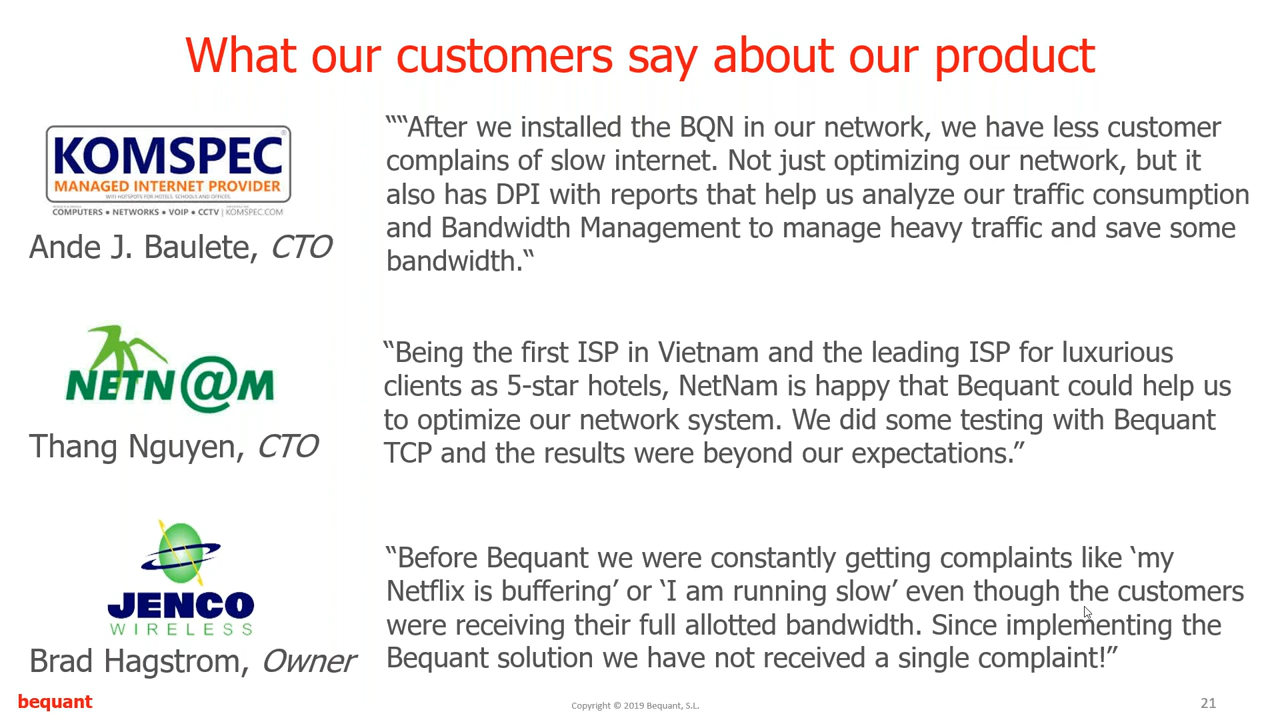 What our customers say about our product
KOMSPEC®
MANAGED INTERNET PROVIDER
WIFI HOTSPOTS FOR HOTELS, SCHOOLS AND OFFICES
COMPUTERS • NETWORKS • VOIP • CCTV | KOMSPEC.COM
Ande J. Baulete, CTO
““After we installed the BQN in our network, we have less customer
complains of slow internet. Not just optimizing our network, but it
also has DPI with reports that help us analyze our traffic consumption
and Bandwidth Management to manage heavy traffic and save some
bandwidth.“
NETN@M
Thang Nguyen, CTO
“Being the first ISP in Vietnam and the leading ISP for luxurious
clients as 5-star hotels, NetNam is happy that Bequant could help us
to optimize our network system. We did some testing with Bequant
TCP and the results were beyond our expectations.”
JENCO
WIRELESS
Brad Hagstrom, Owner
“Before Bequant we were constantly getting complaints like ‘my
Netflix is buffering’ or ‘I am running slow’ even though the customers
were receiving their full allotted bandwidth. Since implementing the
Bequant solution we have not received a single complaint!”
bequant
Copyright © 2019 Bequant, S.L.
21